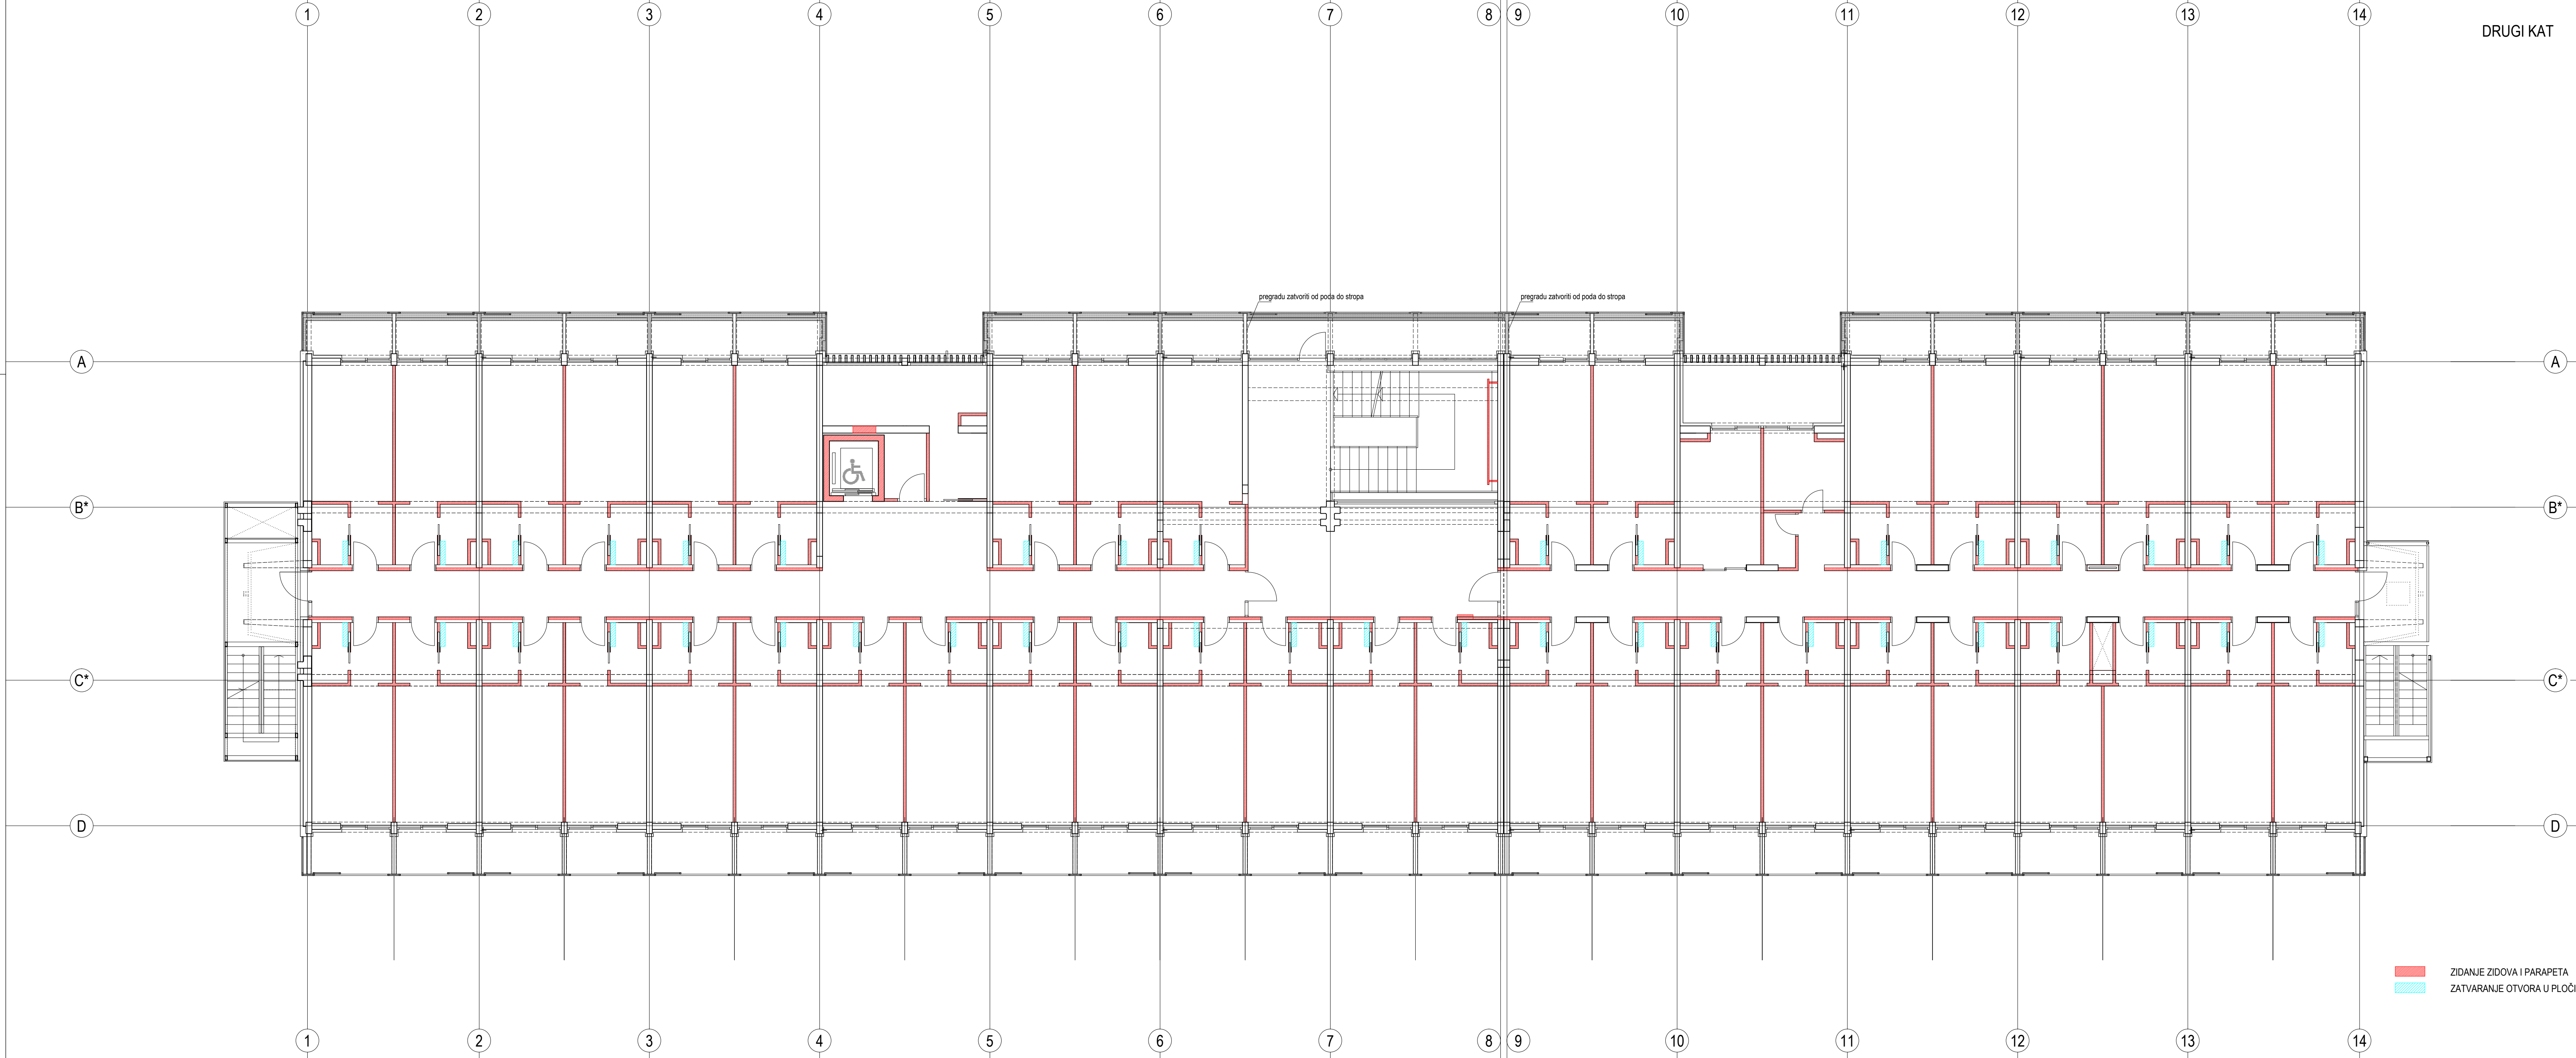 1 2 3 4 5 6 7 8 9 10 11 12 13 14
DRUGI KAT
pregradu zatvoriti od poda do stropa pregradu zatvoriti od poda do stropa
A A
B* B*
C* C*
D D
ZIDANJE ZIDOVA I PARAPETA
ZATVARANJE OTVORA U PLOČI
1 2 3 4 5 6 7 8 9 10 11 12 13 14